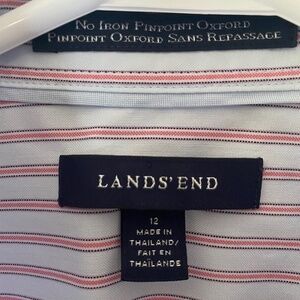 No Iron Pinpoint Oxford
Pinpoint Oxford Sans Repassage
LANDS' END
12
MADE IN
THAILAND/
FAIT EN
THAÏLANDE